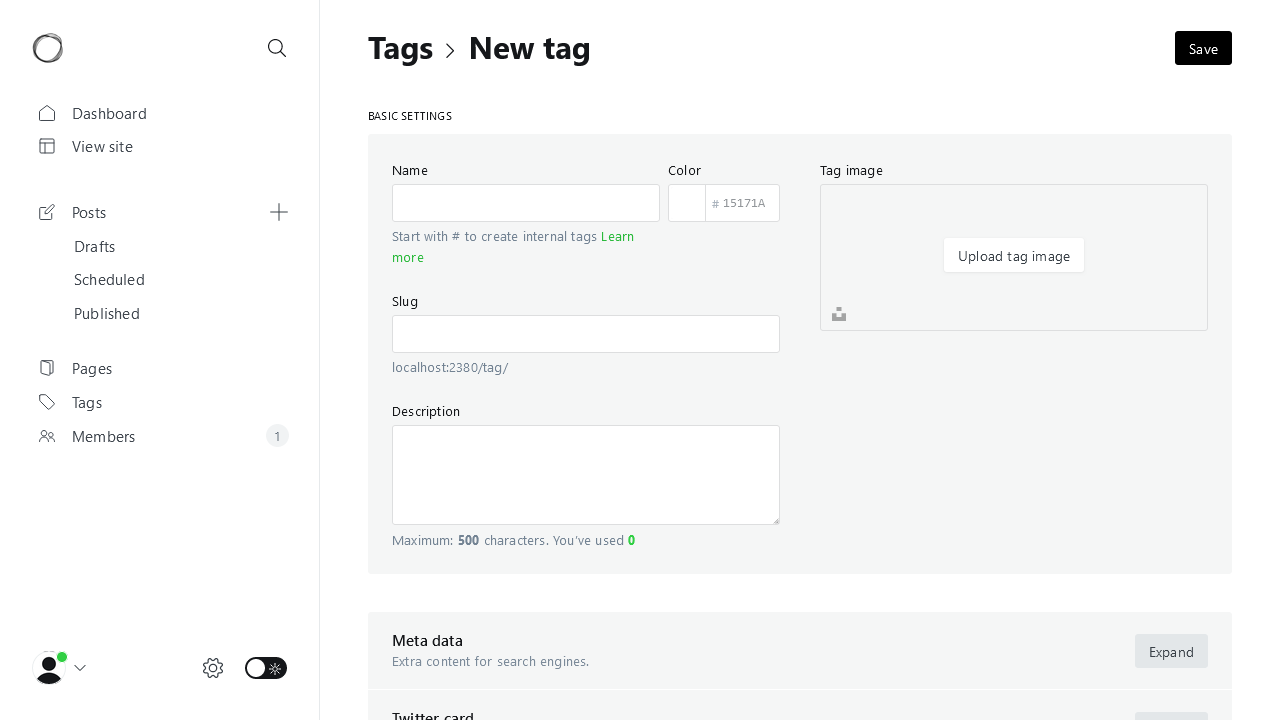 Tags > New tag
Save
Dashboard
View site
Posts
Drafts
Scheduled
Published
Pages
Tags
Members
1
BASIC SETTINGS
Name
Color
# 15171A
Start with # to create internal tags Learn
more
Slug
localhost:2380/tag/
Description
Maximum: 500 characters. You've used 0
Tag image
Upload tag image
Meta data
Extra content for search engines.
Expand
Twitter card